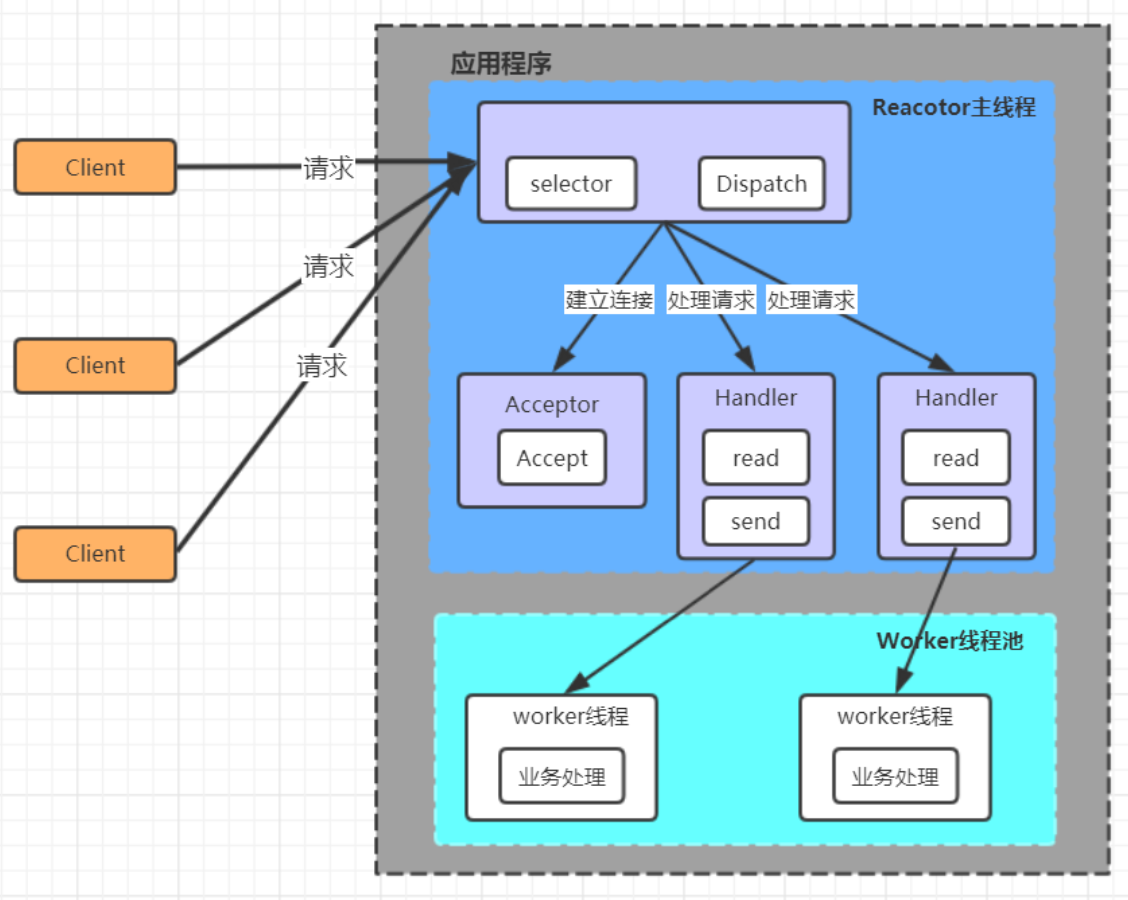 应用程序
Reacotor主线程
selector
Dispatch
Client
请求
Client
请求
Client
请求
建立连接
处理请求
处理请求
Acceptor
Accept
Handler
read
send
Handler
read
send
Worker线程池
worker线程
业务处理
worker线程
业务处理